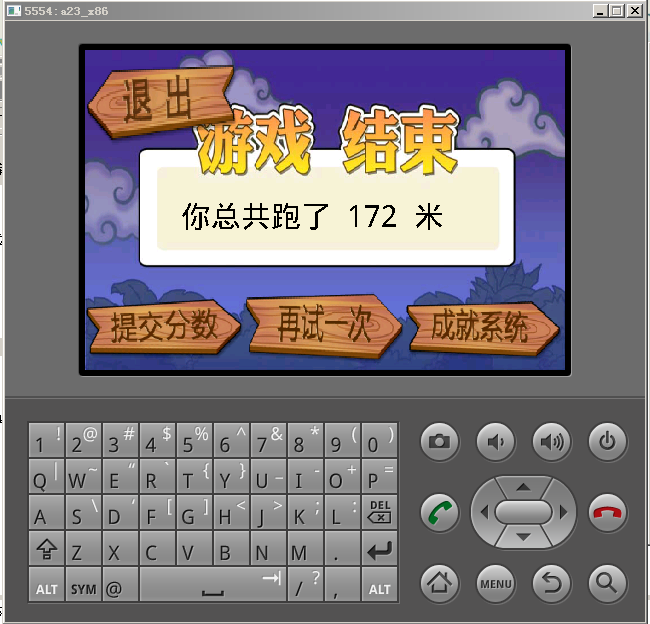 5554:a23_x86
退出
游戏 结束
你总共跑了 172 米
提交分数 再试一次 成就系统
1 ! 2 @ 3 # 4 $ 5 % 6 ^ 7 & 8 * 9 ( 0 )
Q | W ~ E " R ` T { Y } U _ I - O + P =
A S \ D ' F [ G ] H < J > K ; L : DEL
Z X C V B N M .
ALT SYM @ / ? , ALT
MENU